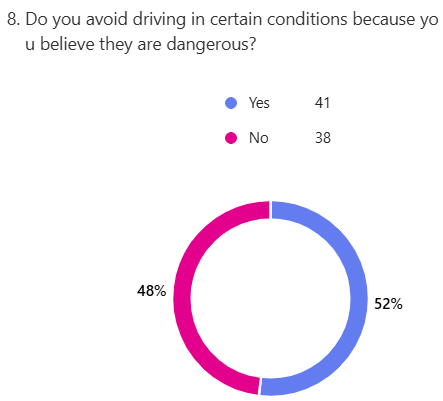 8. Do you avoid driving in certain conditions because yo
u believe they are dangerous?
Yes 41
No 38
48%
52%